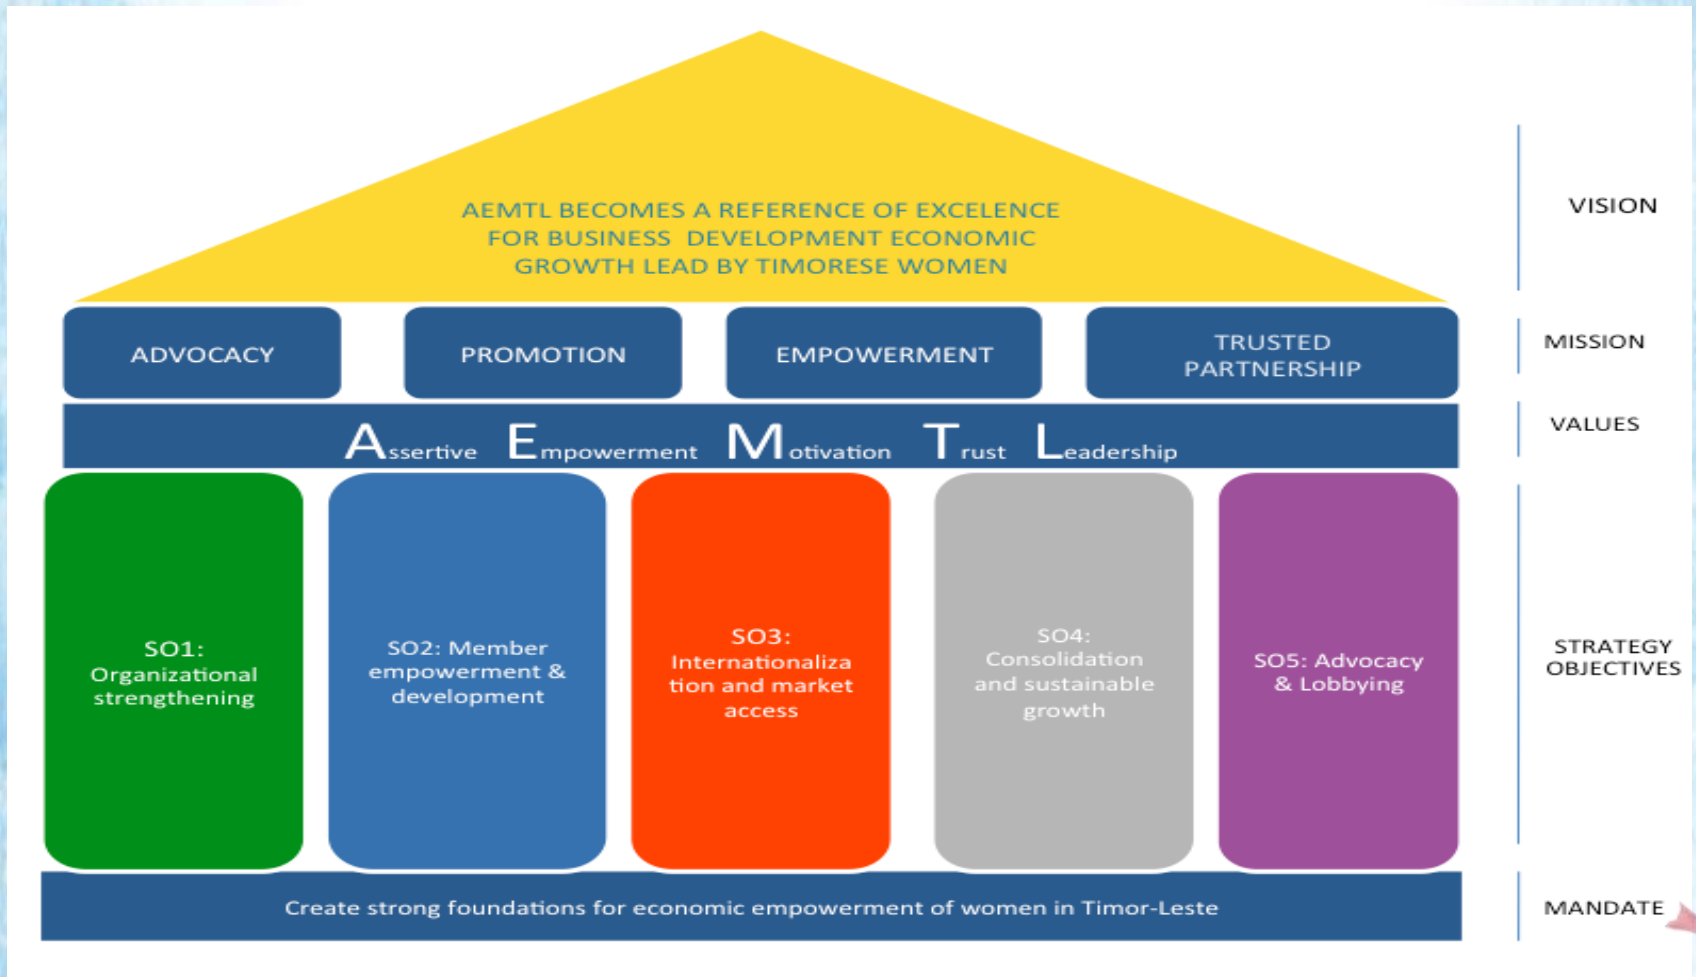 AEMTL BECOMES A REFERENCE OF EXCELENCE
FOR BUSINESS DEVELOPMENT ECONOMIC
GROWTH LEAD BY TIMORESE WOMEN
VISION
ADVOCACY
PROMOTION
EMPOWERMENT
TRUSTED
PARTNERSHIP
MISSION
Assertive Empowerment Motivation Trust Leadership
VALUES
SO1:
Organizational
strengthening
SO2: Member
empowerment &
development
SO3:
Internationaliza
tion and market
access
SO4:
Consolidation
and sustainable
growth
SO5: Advocacy
& Lobbying
STRATEGY
OBJECTIVES
Create strong foundations for economic empowerment of women in Timor-Leste
MANDATE